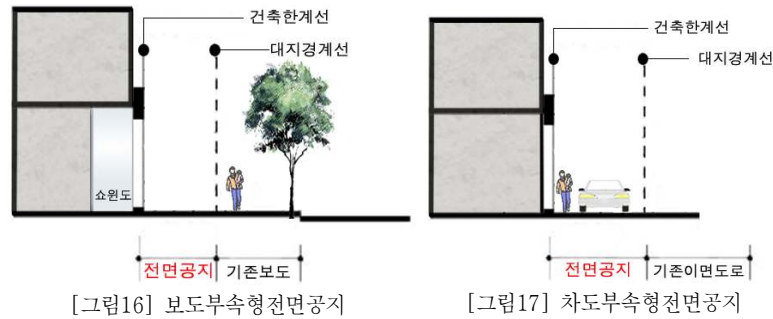 건축한계선
대지경계선
쇼윈도
전면공지
기존보도
[그림16] 보도부속형전면공지
건축한계선
대지경계선
전면공지
기존이면도로
[그림17] 차도부속형전면공지